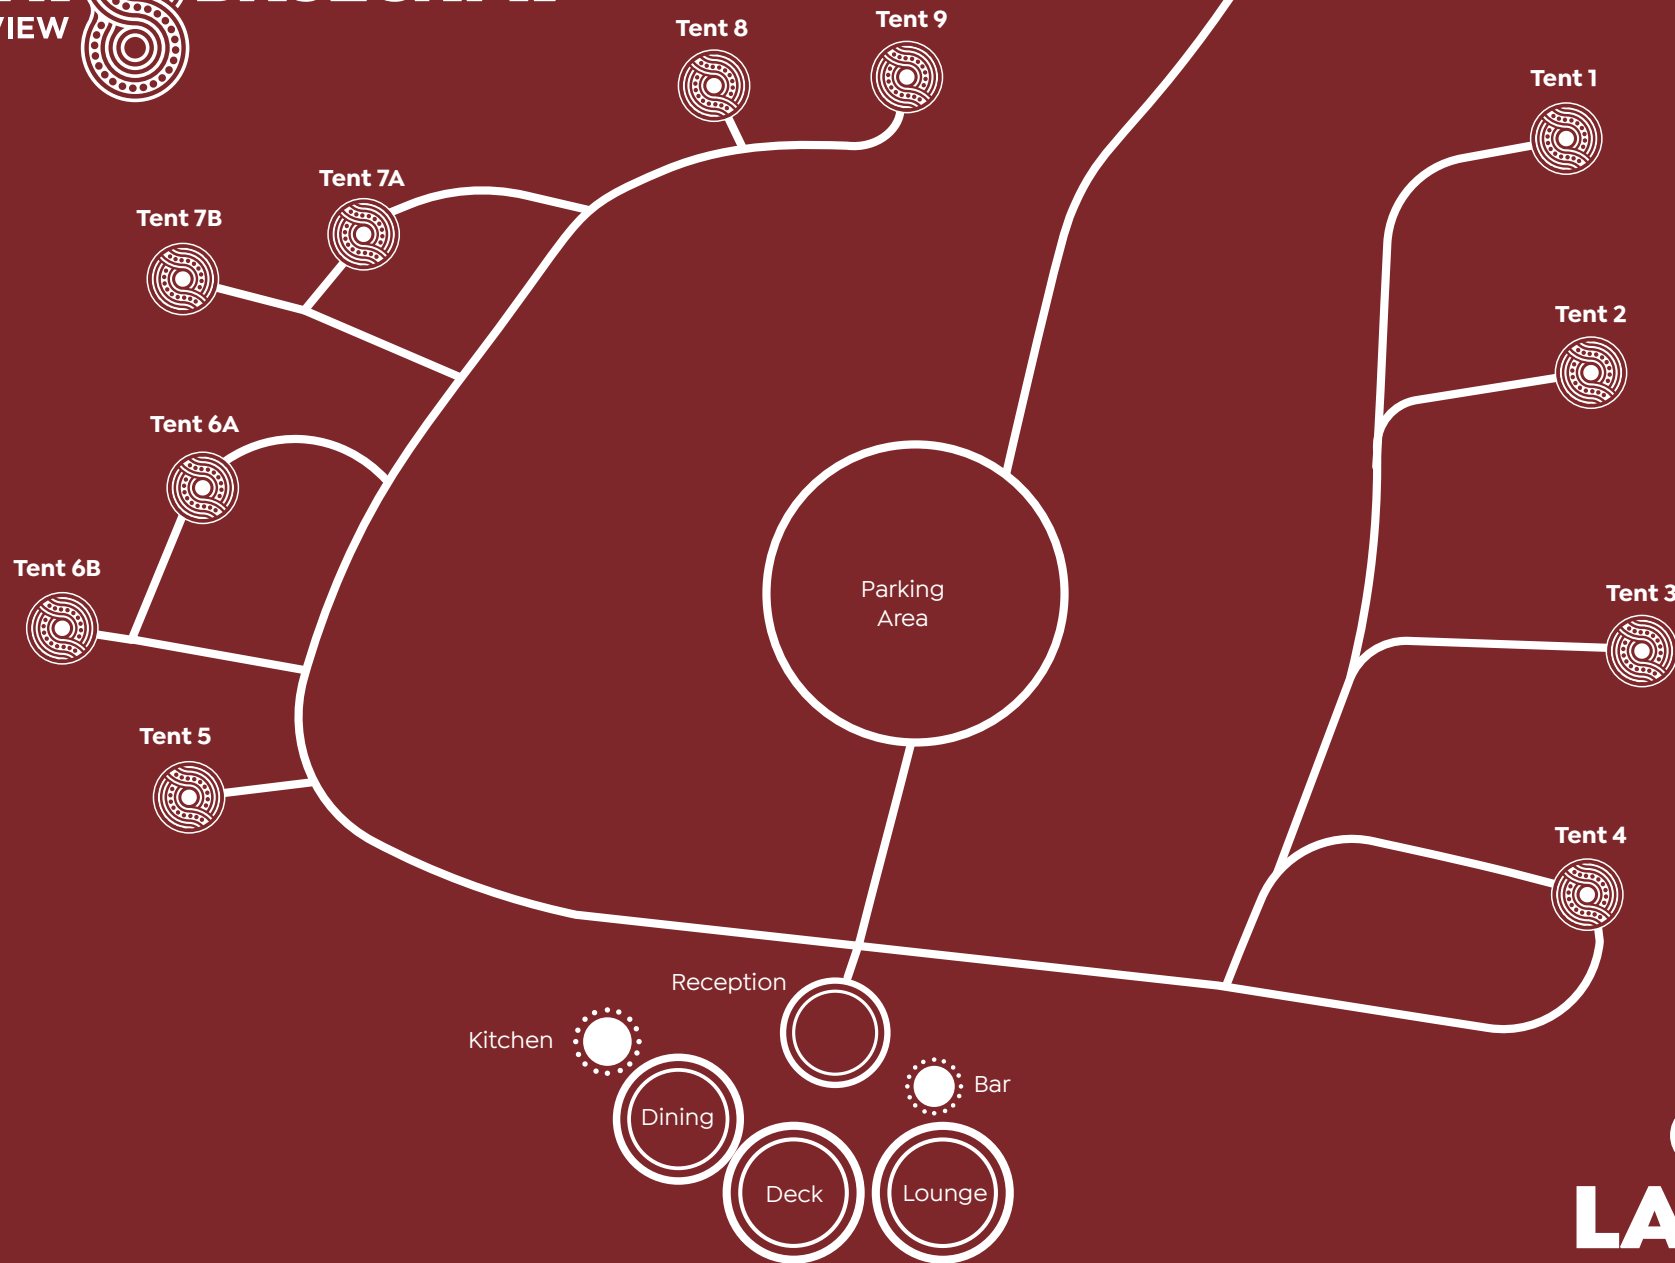 VIEW
Tent 8
Tent 9
Tent 1
Tent 7A
Tent 7B
Tent 2
Tent 6A
Tent 6B
Parking
Area
Tent 3
Tent 5
Tent 4
Reception
Kitchen
Bar
Dining
Deck
Lounge
LA